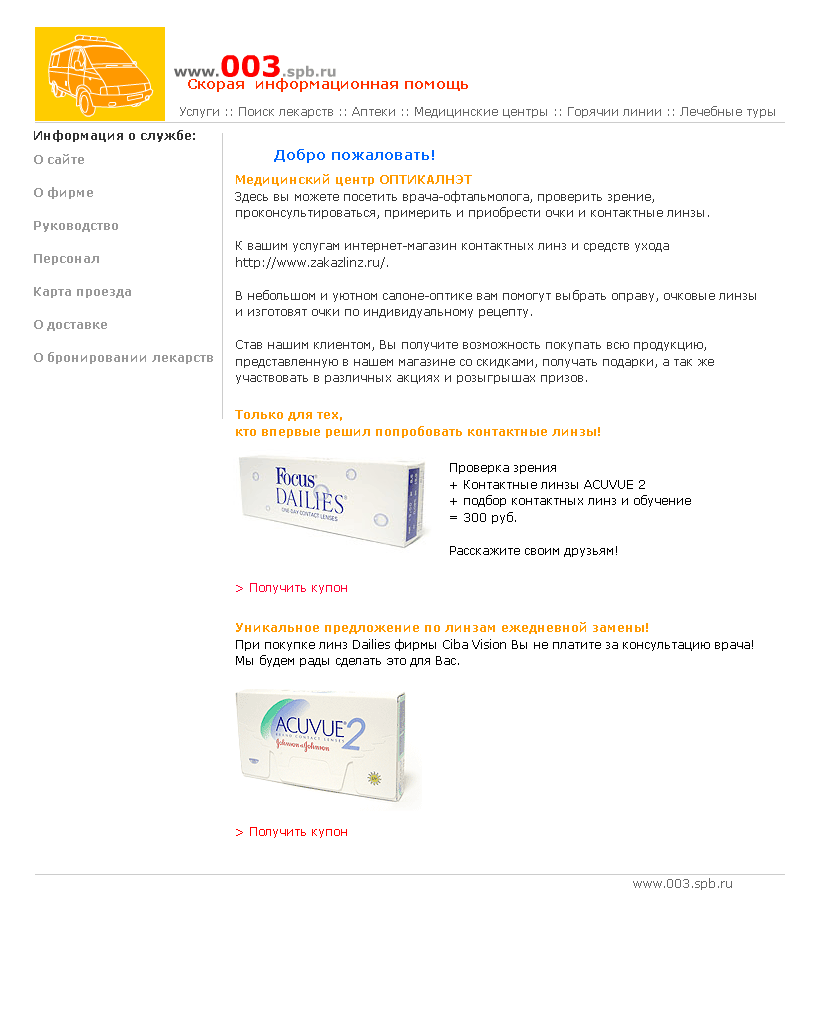 www.003.spb.ru
Скорая информационная помощь
Услуги :: Поиск лекарств :: Аптеки :: Медицинские центры :: Горячии линии :: Лечебные туры
Информация о службе:
О сайте
О фирме
Руководство
Персонал
Карта проезда
О доставке
О бронировании лекарств
Добро пожаловать!
Медицинский центр ОПТИКАЛНЭТ
Здесь вы можете посетить врача-офтальмолога, проверить зрение,
проконсультироваться, примерить и приобрести очки и контактные линзы.
К вашим услугам интернет-магазин контактных линз и средств ухода
http://www.zakazlinz.ru/.
В небольшом и уютном салоне-оптике вам помогут выбрать оправу, очковые линзы
и изготовят очки по индивидуальному рецепту.
Став нашим клиентом, Вы получите возможность покупать всю продукцию,
представленную в нашем магазине со скидками, получать подарки, а так же
участвовать в различных акциях и розыгрышах призов.
Только для тех,
кто впервые решил попробовать контактные линзы!
Focus
DAILIES
ONE-DAY CONTACT LENSES
Проверка зрения
+ Контактные линзы ACUVUE 2
+ подбор контактных линз и обучение
= 300 руб.
Расскажите своим друзьям!
> Получить купон
Уникальное предложение по линзам ежедневной замены!
При покупке линз Dailies фирмы Ciba Vision Вы не платите за консультацию врача!
Мы будем рады сделать это для Вас.
ACUVUE 2
BRAND CONTACT LENSES
Johnson & Johnson
> Получить купон
www.003.spb.ru